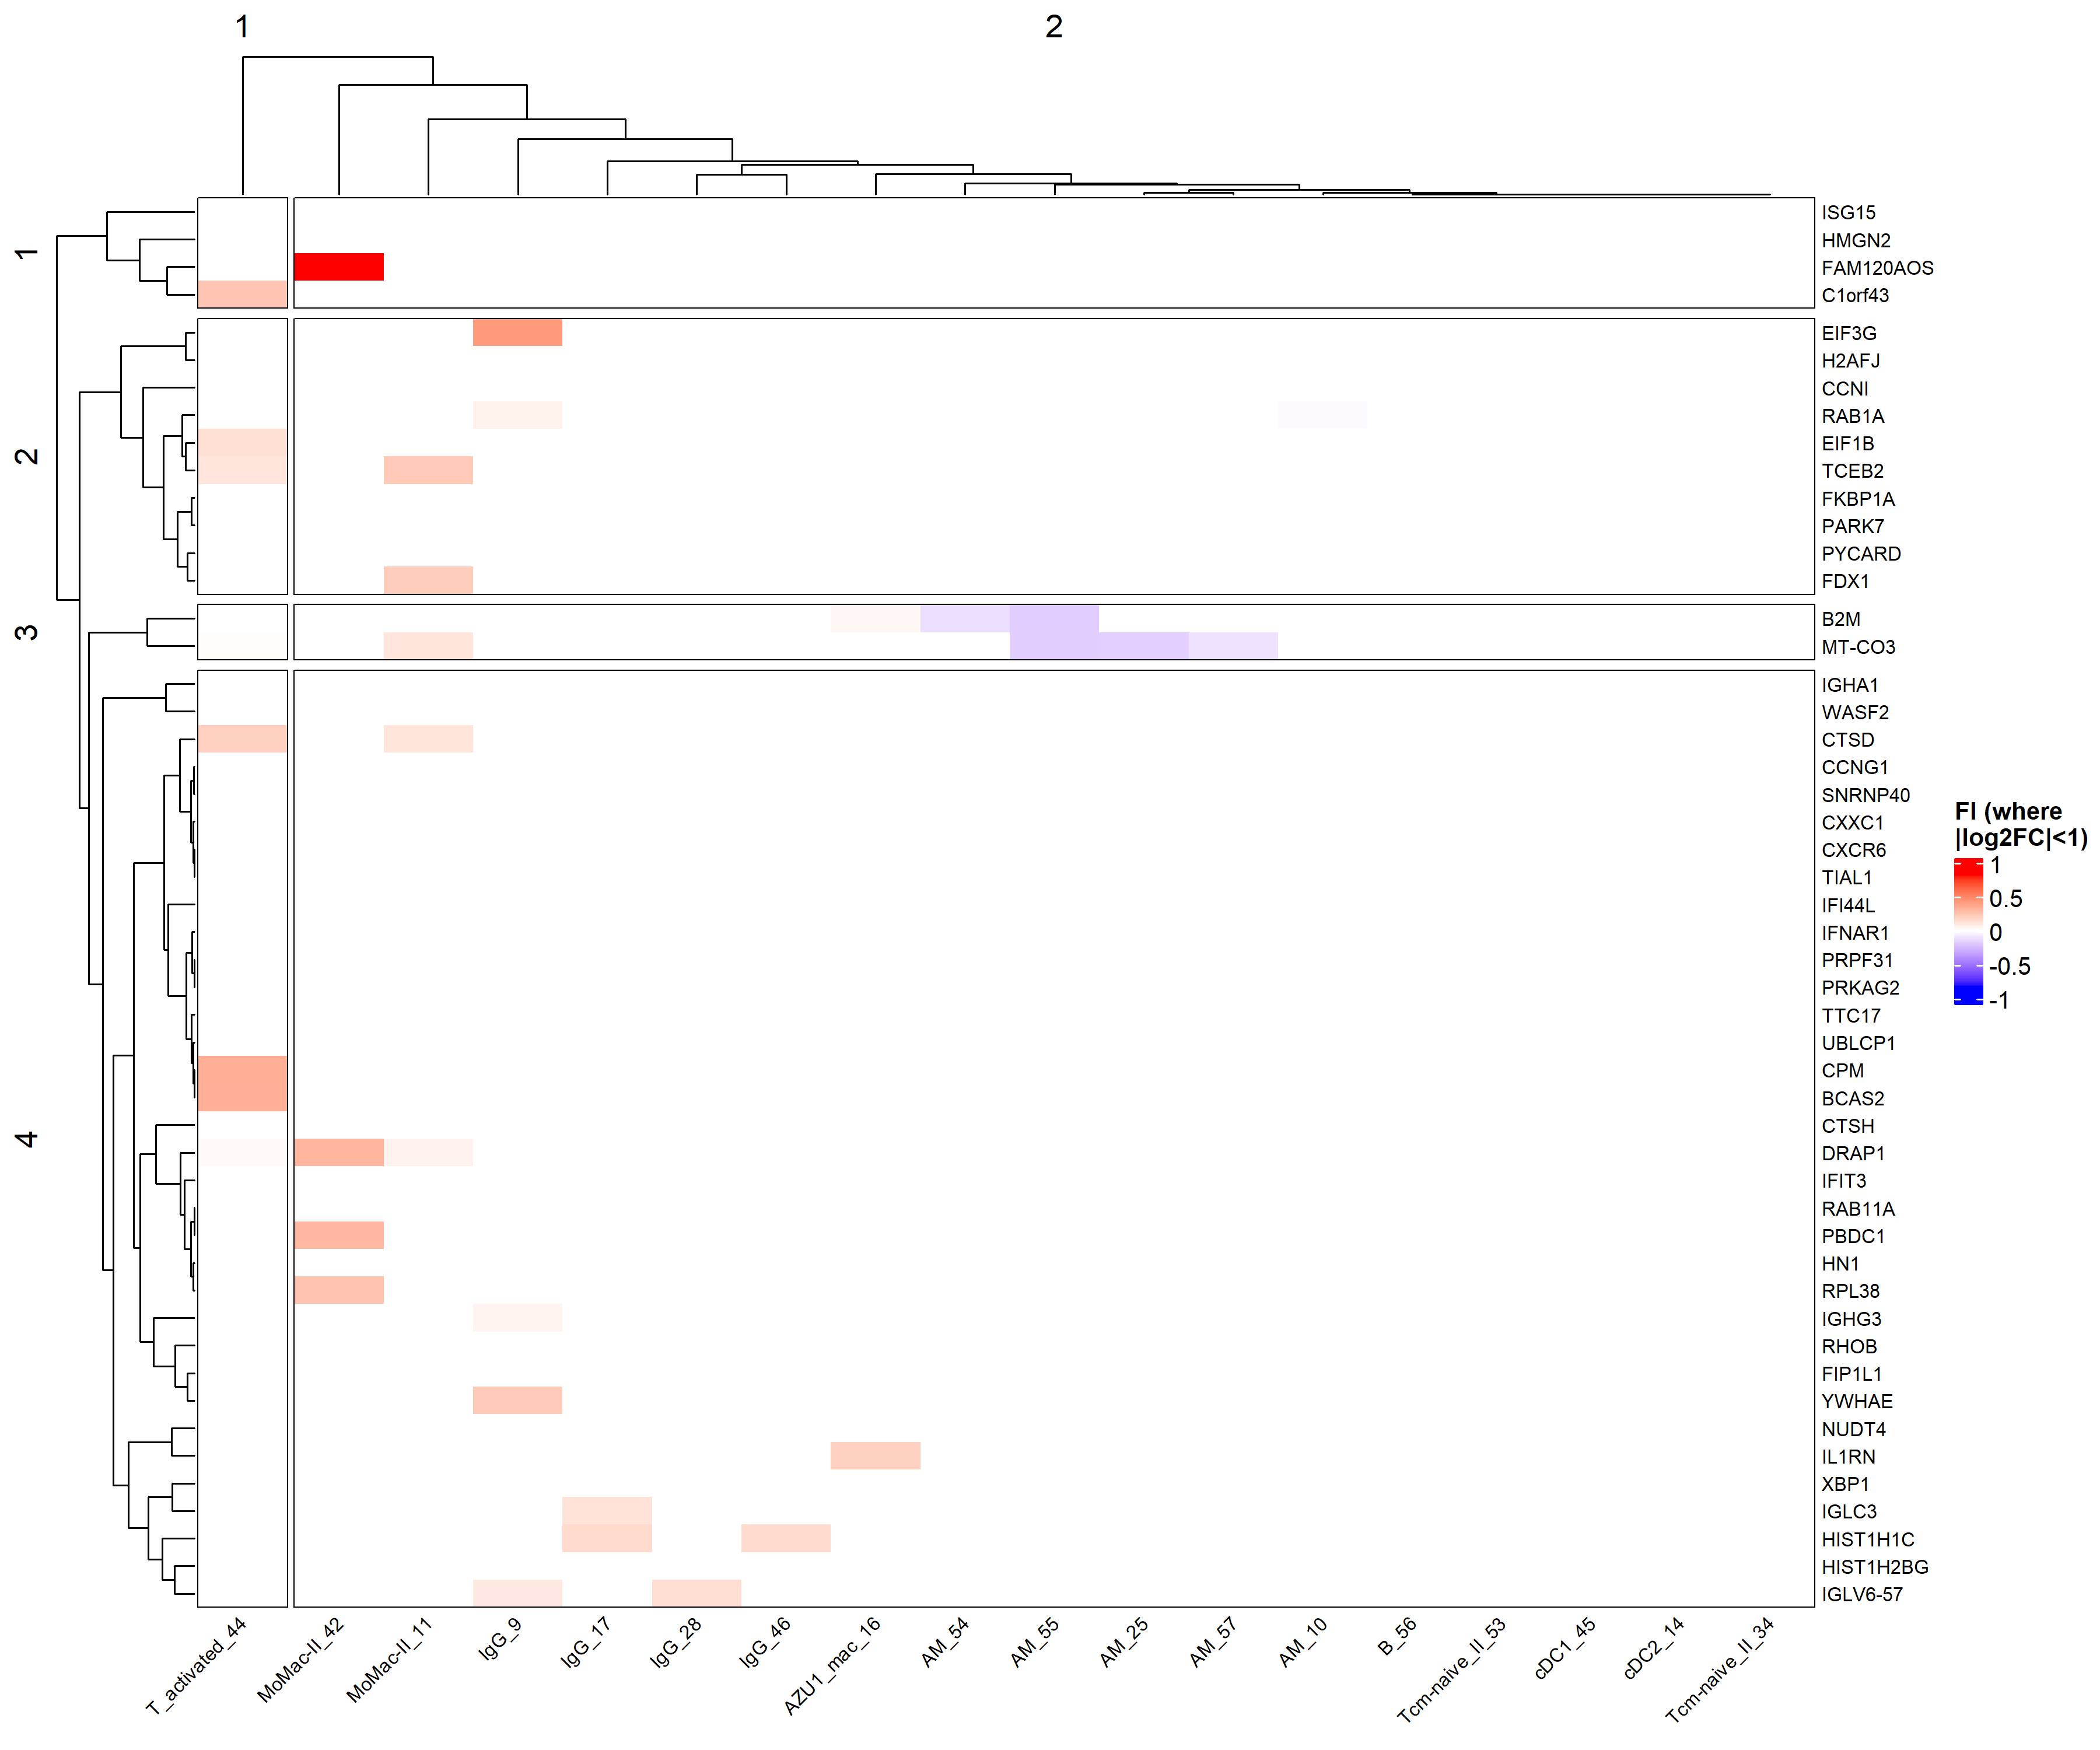 1
2
1
2
3
4
ISG15
HMGN2
FAM120AOS
C1orf43
EIF3G
H2AFJ
CCNI
RAB1A
EIF1B
TCEB2
FKBP1A
PARK7
PYCARD
FDX1
B2M
MT-CO3
IGHA1
WASF2
CTSD
CCNG1
SNRNP40
CXXC1
CXCR6
TIAL1
IFI44L
IFNAR1
PRPF31
PRKAG2
TTC17
UBLCP1
CPM
BCAS2
CTSH
DRAP1
IFIT3
RAB11A
PBDC1
HN1
RPL38
IGHG3
RHOB
FIP1L1
YWHAE
NUDT4
IL1RN
XBP1
IGLC3
HIST1H1C
HIST1H2BG
IGLV6-57
FI (where
|log2FC|<1)
1
0.5
0
-0.5
-1
T_activated_44
MoMac-II_42
MoMac-II_11
IgG_9
IgG_17
IgG_28
IgG_46
AZU1_mac_16
AM_54
AM_55
AM_25
AM_57
AM_10
B_56
Tcm-naive_II_53
cDC1_45
cDC2_14
Tcm-naive_II_34